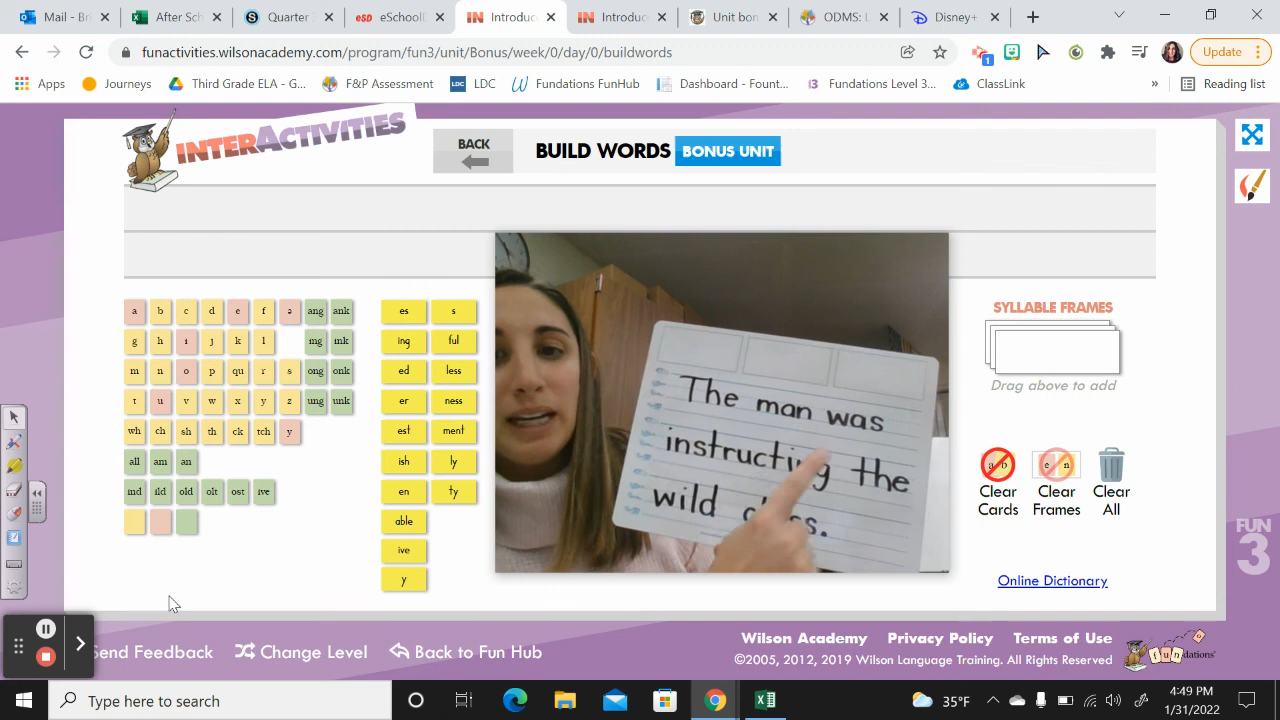 Mail - Bri
After Sch
Quarter 3
eSchoolD
Introduc
Introduc
Unit bon
ODMS: L
Disney+
funactivities.wilsonacademy.com/program/fun3/unit/Bonus/week/0/day/0/buildwords
1
Update
Apps
Journeys
Third Grade ELA - G...
F&P Assessment
LDC
LDC
Fundations FunHub
Dashboard - Fount...
Fundations Level 3...
ClassLink
»
Reading list
INTERACTIVITIES
BACK
BUILD WORDS BONUS UNIT
a b c d e f ə ang ank
g h i j k l ing ink
m n o p qu r s ong onk
t u v w x y z ung unk
wh ch sh th ck tch y
all am an
ind ild old olt ost ive
es s
ing ful
ed less
er ness
est ment
ish ly
en ty
able
ive
y
The man was
instructing the
wild
SYLLABLE FRAMES
Drag above to add
a b
e n
Clear Cards
Clear Frames
Clear All
Online Dictionary
FUN
3
Send Feedback
Change Level
Back to Fun Hub
Wilson Academy Privacy Policy Terms of Use
©2005, 2012, 2019 Wilson Language Training. All Rights Reserved
fundations
Type here to search
35°F
4:49 PM
1/31/2022